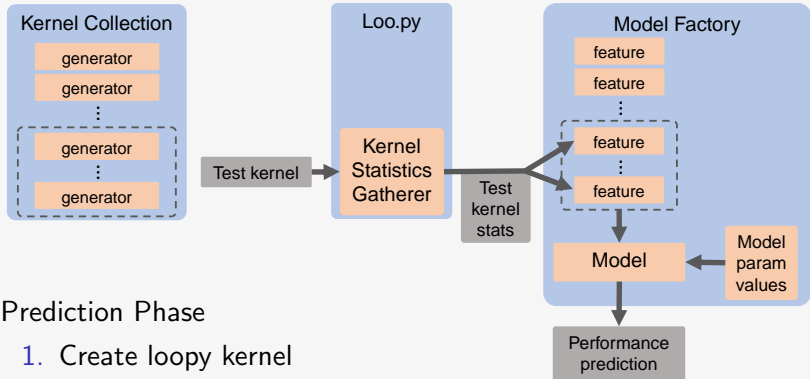 Kernel Collection
generator
generator
generator
generator
Test kernel
Loo.py
Kernel
Statistics
Gatherer
Test
kernel
stats
Model Factory
feature
feature
feature
feature
Model
Model
param
values
Performance
prediction
Prediction Phase
1. Create loopy kernel